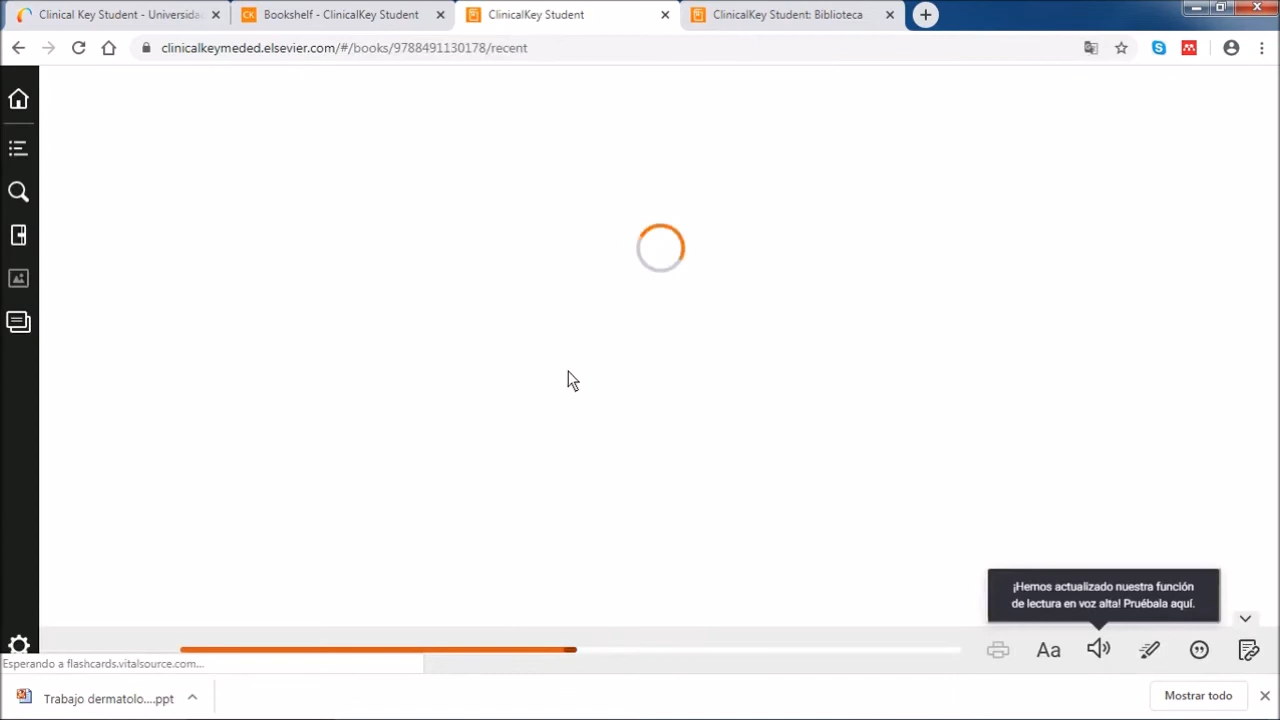 Clinical Key Student - Universida
Bookshelf - ClinicalKey Student
ClinicalKey Student
ClinicalKey Student: Biblioteca
clinicalkeymeded.elsevier.com/#/books/9788491130178/recent
¡Hemos actualizado nuestra función
de lectura en voz alta! Pruébala aquí.
Aa
Esperando a flashcards.vitalsource.com...
Trabajo dermatolo....ppt
Mostrar todo